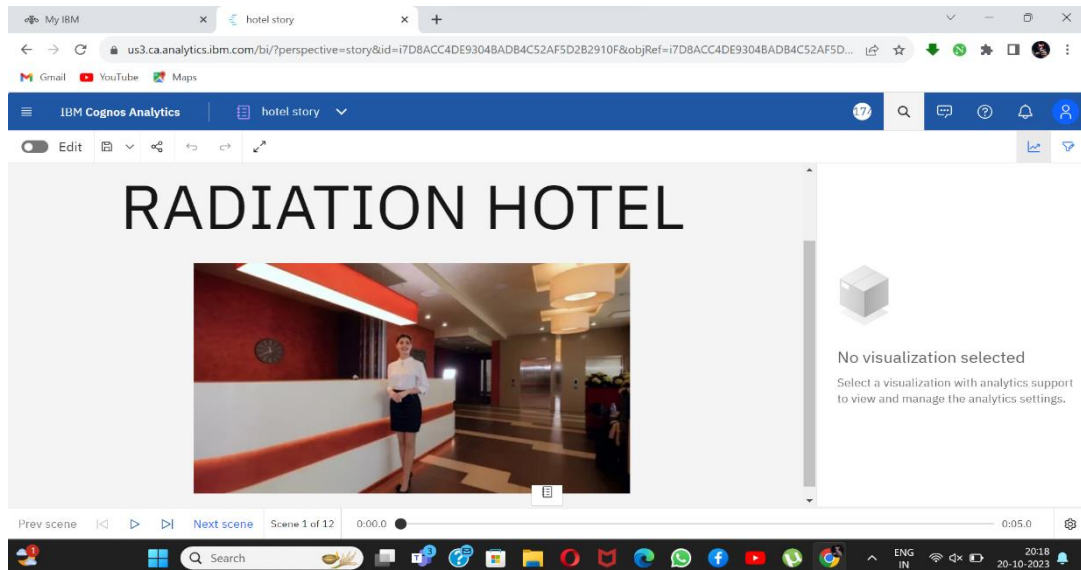 My IBM
hotel story
us3.ca.analytics.ibm.com/bi/?perspective=story&id=i7D8ACC4DE9304BADB4C52AF5D2B2910F&objRef=i7D8ACC4DE9304BADB4C52AF5D...
Gmail YouTube Maps
IBM Cognos Analytics hotel story 174
Edit
RADIATION HOTEL
No visualization selected
Select a visualization with analytics support
to view and manage the analytics settings.
Prev scene Next scene Scene 1 of 12 0:00.0 0:05.0
Search ENG 20:18
IN 20-10-2023